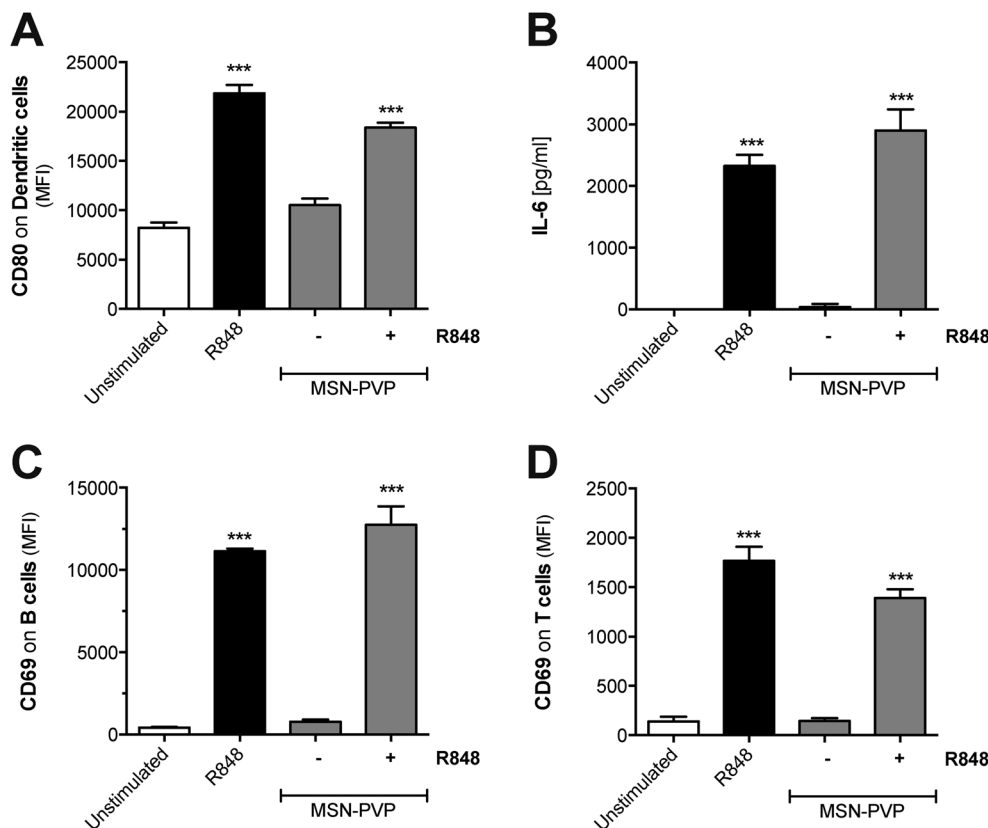 A
CD80 on Dendritic cells
(MFI)
25000
20000
15000
10000
5000
0
***
***
Unstimulated
R848
-
+
R848
MSN-PVP
B
IL-6 [pg/ml]
4000
3000
2000
1000
0
***
***
Unstimulated
R848
-
+
R848
MSN-PVP
C
CD69 on B cells (MFI)
15000
10000
5000
0
***
***
Unstimulated
R848
-
+
R848
MSN-PVP
D
CD69 on T cells (MFI)
2500
2000
1500
1000
500
0
***
***
Unstimulated
R848
-
+
R848
MSN-PVP